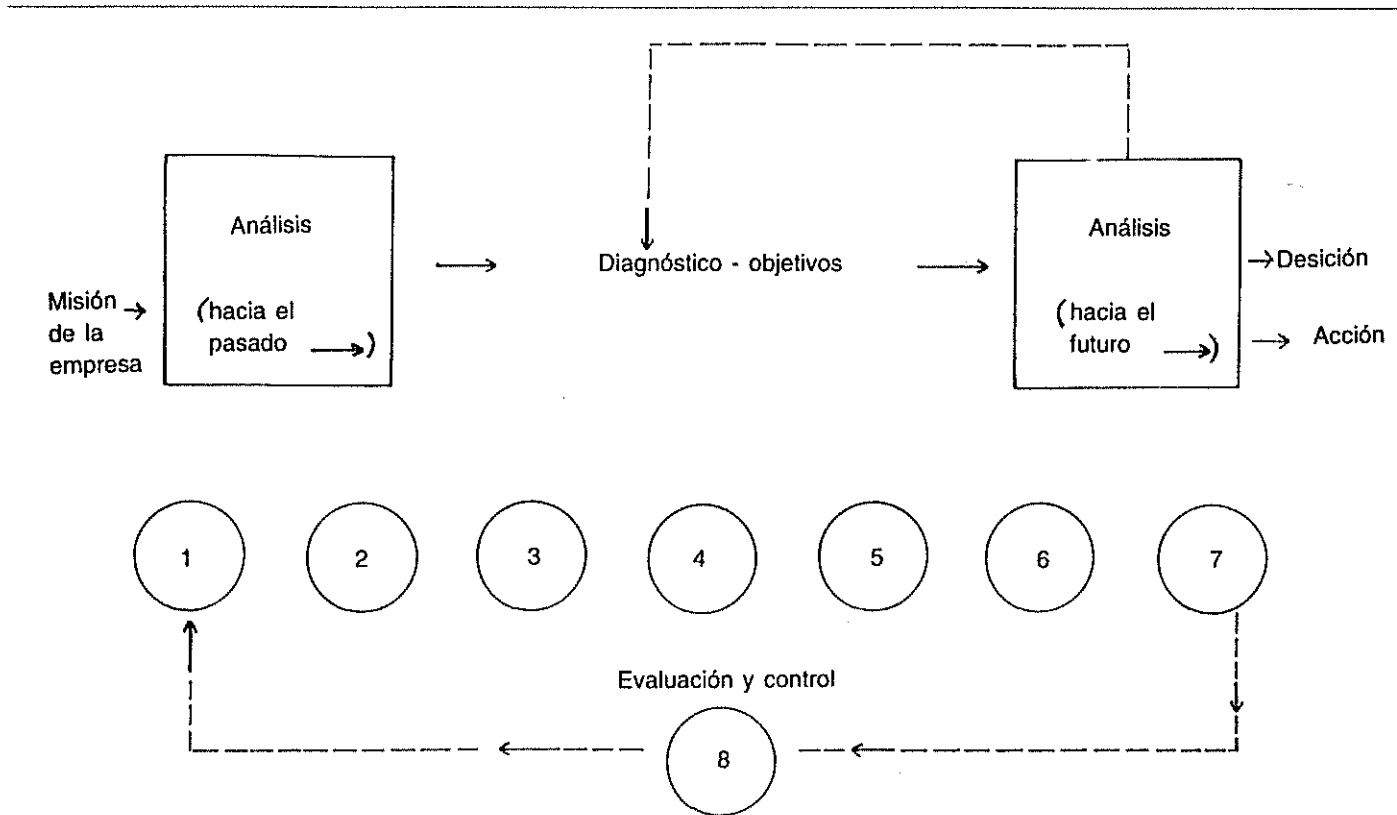 Análisis
(hacia el
pasado )
Misión
de la
empresa
Diagnóstico - objetivos
Análisis
(hacia el
futuro )
Desición
Acción
1
2
3
4
5
6
7
Evaluación y control
8